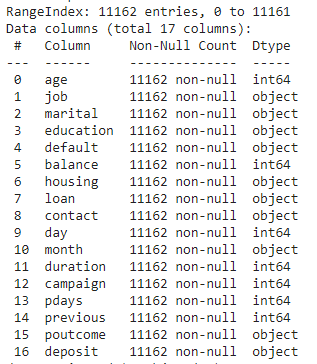 RangeIndex: 11162 entries, 0 to 11161
Data columns (total 17 columns):
 #   Column     Non-Null Count  Dtype
---  ------     --------------  -----
 0   age        11162 non-null  int64
 1   job        11162 non-null  object
 2   marital    11162 non-null  object
 3   education  11162 non-null  object
 4   default    11162 non-null  object
 5   balance    11162 non-null  int64
 6   housing    11162 non-null  object
 7   loan       11162 non-null  object
 8   contact    11162 non-null  object
 9   day        11162 non-null  int64
 10  month      11162 non-null  object
 11  duration   11162 non-null  int64
 12  campaign   11162 non-null  int64
 13  pdays      11162 non-null  int64
 14  previous   11162 non-null  int64
 15  poutcome   11162 non-null  object
 16  deposit    11162 non-null  object